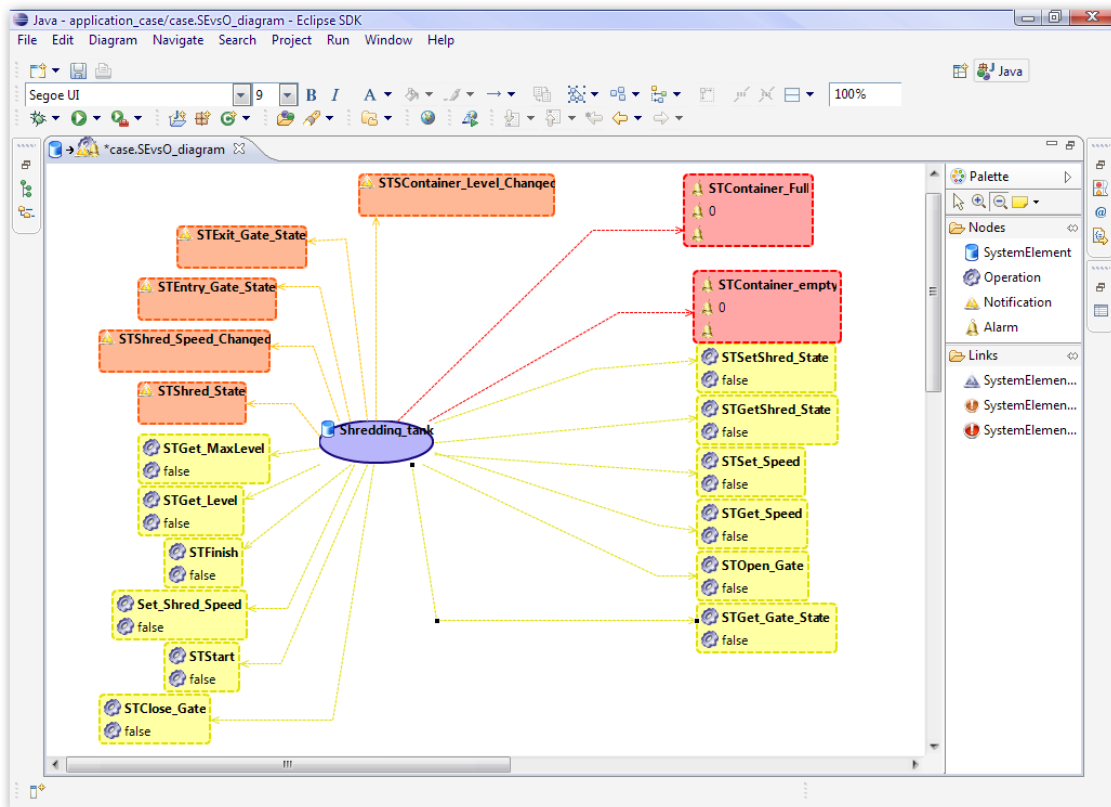 Java - application_case/case.SEvsO_diagram - Eclipse SDK
File Edit Diagram Navigate Search Project Run Window Help
Java
Segoe UI 9 B I A 100%
*case.SEvsO_diagram
STSContainer_Level_Changed
STExit_Gate_State
STEntry_Gate_State
STShred_Speed_Changed
STShred_State
STGet_MaxLevel
false
STGet_Level
false
STFinish
false
Set_Shred_Speed
false
STStart
false
STClose_Gate
false
Shredding_tank
STContainer_Full
0
STContainer_empty
0
STSetShred_State
false
STGetShred_State
false
STSet_Speed
false
STGet_Speed
false
STOpen_Gate
false
STGet_Gate_State
false
Palette
Nodes
SystemElement
Operation
Notification
Alarm
Links
SystemElemen...
SystemElemen...
SystemElemen...